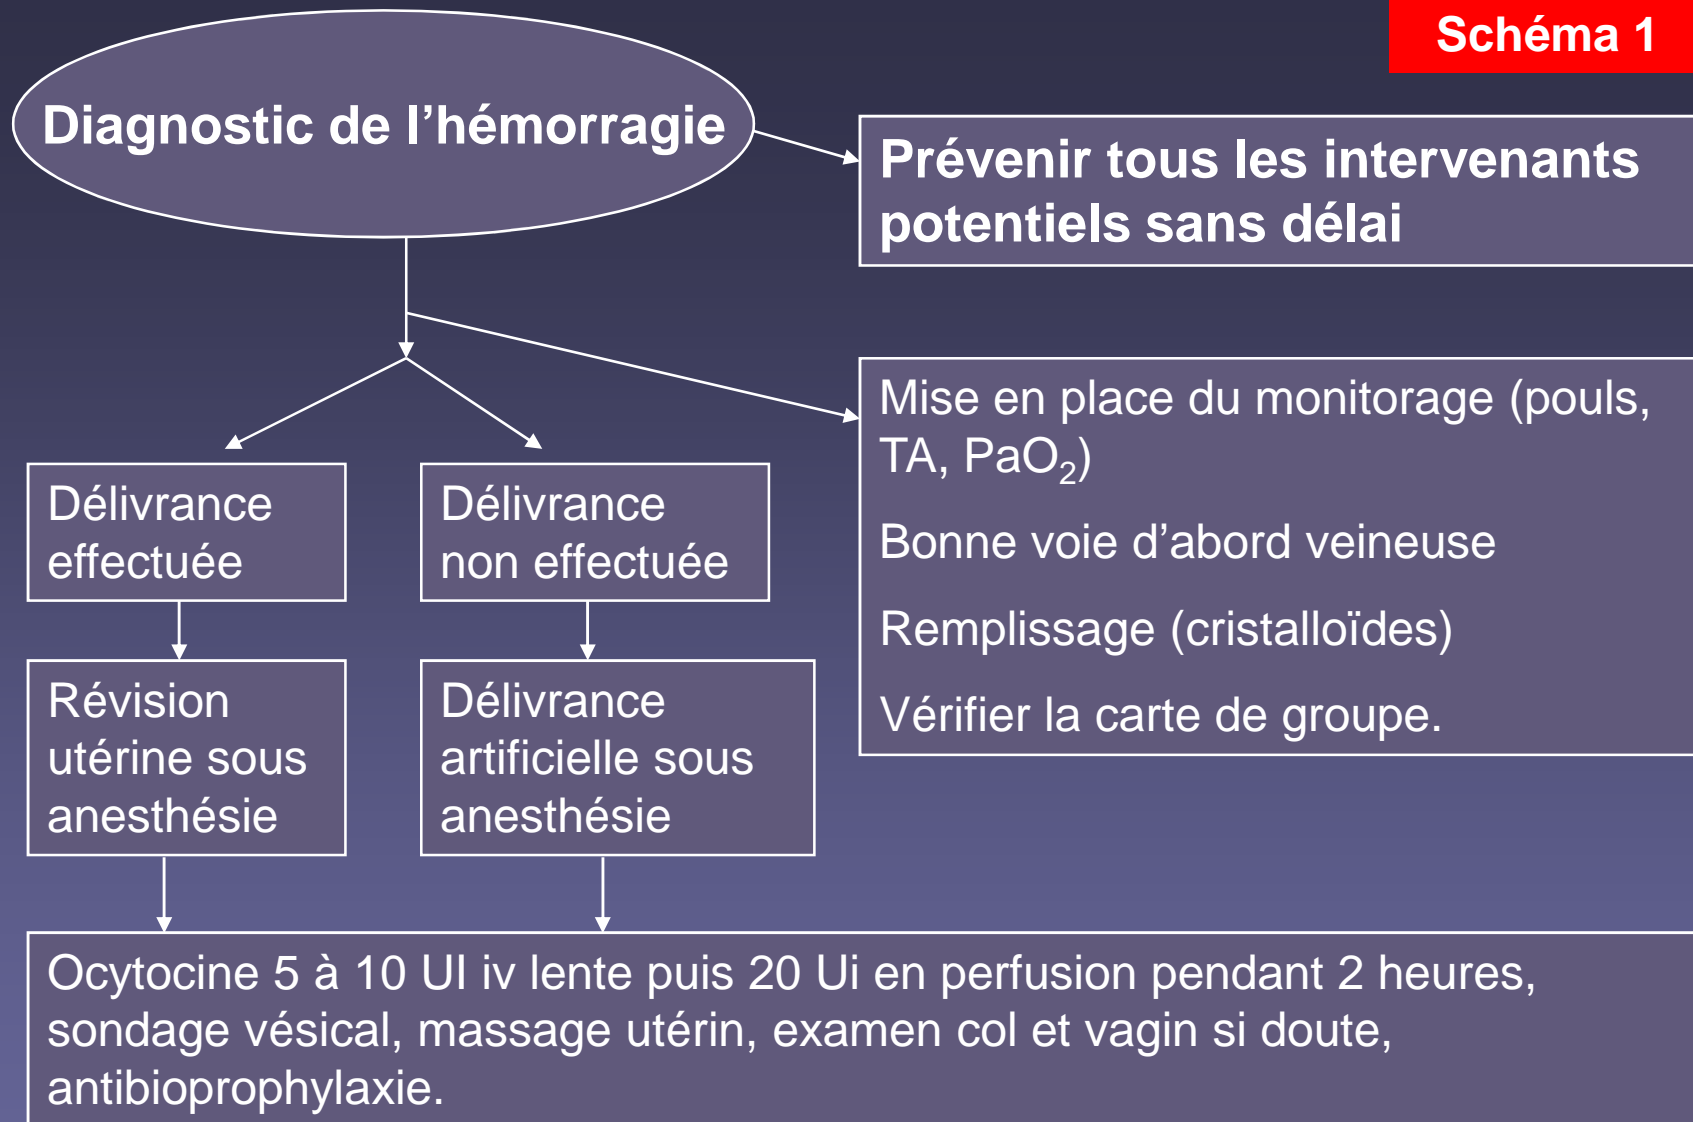 Schéma 1
Diagnostic de l’hémorragie
Prévenir tous les intervenants
potentiels sans délai
Mise en place du monitorage (pouls,
TA, PaO₂)
Bonne voie d’abord veineuse
Remplissage (cristalloïdes)
Vérifier la carte de groupe.
Délivrance
effectuée
Délivrance
non effectuée
Révision
utérine sous
anesthésie
Délivrance
artificielle sous
anesthésie
Ocytocine 5 à 10 UI iv lente puis 20 Ui en perfusion pendant 2 heures,
sondage vésical, massage utérin, examen col et vagin si doute,
antibioprophylaxie.